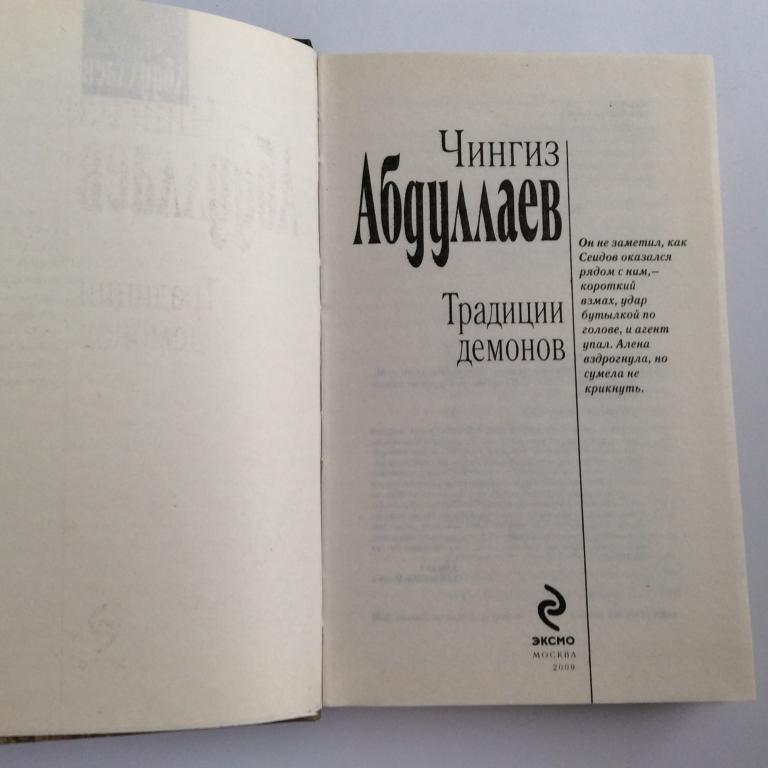 Чингиз
Абдуллаев
Традиции
демонов
Он не заметил, как
Сеидов оказался
рядом с ним,—
короткий
взмах, удар
бутылкой по
голове, и агент
упал. Алена
вздрогнула, но
сумела не
крикнуть.
ЭКСМО
МОСКВА
2009